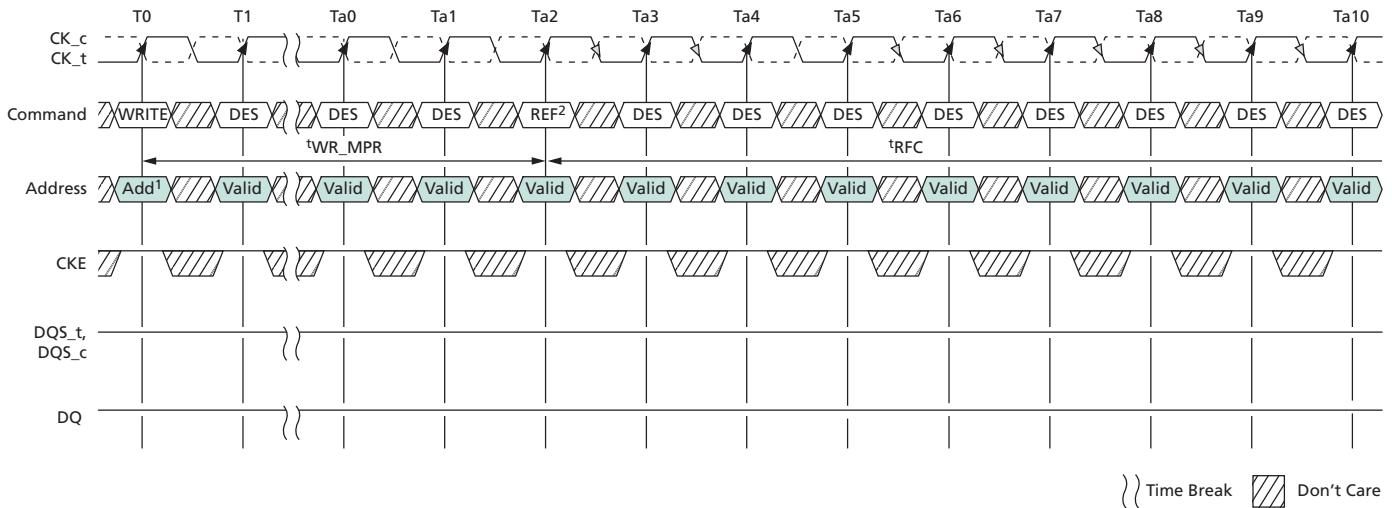 T0 T1 Ta0 Ta1 Ta2 Ta3 Ta4 Ta5 Ta6 Ta7 Ta8 Ta9 Ta10
CK_c
CK_t
Command WRITE DES DES DES REF2 DES DES DES DES DES DES DES DES
tWR_MPR tRFC
Address Add1 Valid Valid Valid Valid Valid Valid Valid Valid Valid Valid Valid Valid
CKE
DQS_t,
DQS_c
DQ
Time Break Don't Care